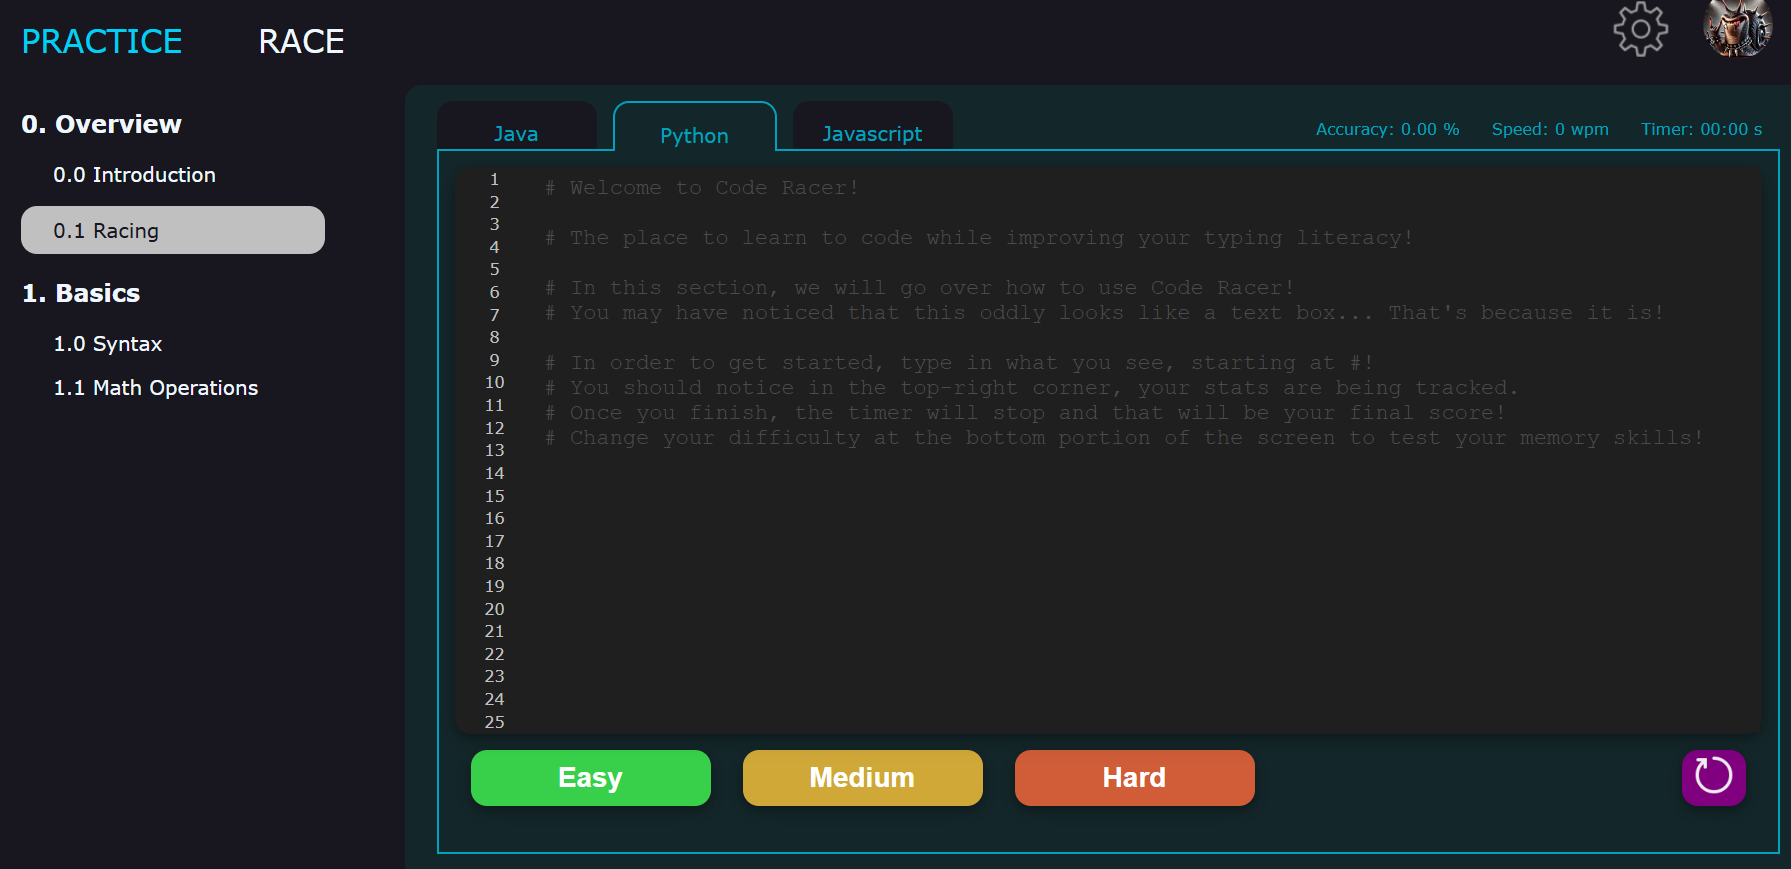 PRACTICE RACE
0. Overview
0.0 Introduction
0.1 Racing
1. Basics
1.0 Syntax
1.1 Math Operations
Java Python Javascript
Accuracy: 0.00 % Speed: 0 wpm Timer: 00:00 s
1
2
3
4
5
6
7
8
9
10
11
12
13
14
15
16
17
18
19
20
21
22
23
24
25
# Welcome to Code Racer!
# The place to learn to code while improving your typing literacy!
# In this section, we will go over how to use Code Racer!
# You may have noticed that this oddly looks like a text box... That's because it is!
# In order to get started, type in what you see, starting at #!
# You should notice in the top-right corner, your stats are being tracked.
# Once you finish, the timer will stop and that will be your final score!
# Change your difficulty at the bottom portion of the screen to test your memory skills!
Easy Medium Hard